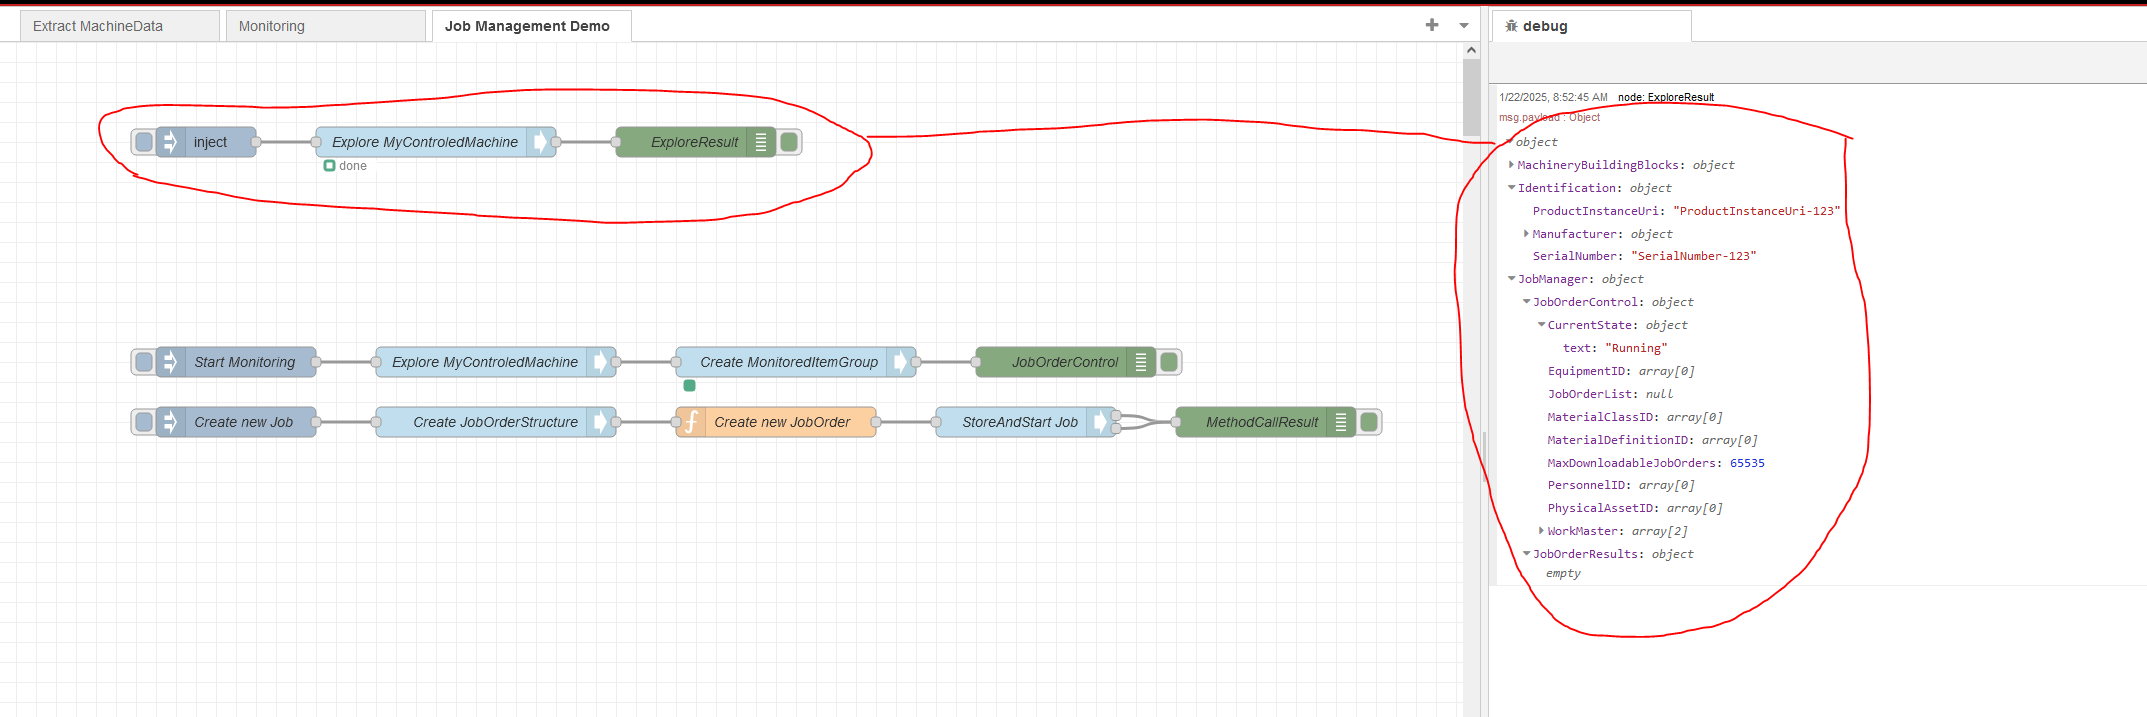 Extract MachineData
Monitoring
Job Management Demo
debug
inject
Explore MyControledMachine
ExploreResult
done
Start Monitoring
Explore MyControledMachine
Create MonitoredItemGroup
JobOrderControl
Create new Job
Create JobOrderStructure
Create new JobOrder
StoreAndStart Job
MethodCallResult
1/22/2025, 8:52:45 AM node: ExploreResult
msg.payload : Object
object
MachineryBuildingBlocks: object
Identification: object
ProductInstanceUri: "ProductInstanceUri-123"
Manufacturer: object
SerialNumber: "SerialNumber-123"
JobManager: object
JobOrderControl: object
CurrentState: object
text: "Running"
EquipmentID: array[0]
JobOrderList: null
MaterialClassID: array[0]
MaterialDefinitionID: array[0]
MaxDownloadableJobOrders: 65535
PersonnelID: array[0]
PhysicalAssetID: array[0]
WorkMaster: array[2]
JobOrderResults: object
empty